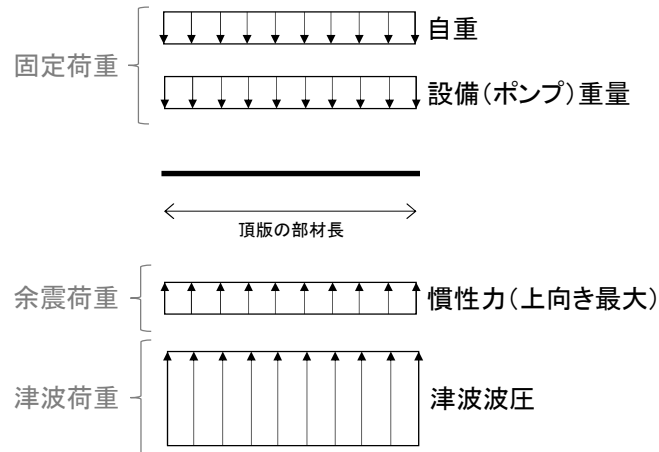 自重
固定荷重
設備(ポンプ)重量
頂版の部材長
余震荷重
慣性力(上向き最大)
津波荷重
津波波圧